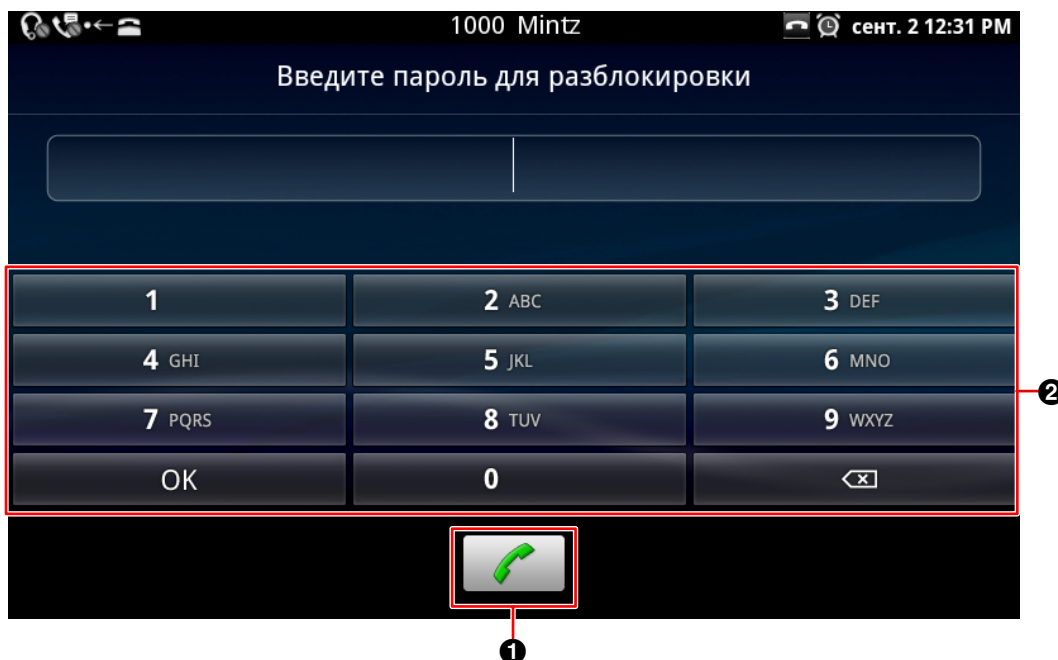 1000 Mintz сент. 2 12:31 PM
Введите пароль для разблокировки
1 2 ABC 3 DEF
4 GHI 5 JKL 6 MNO
7 PQRS 8 TUV 9 WXYZ
OK 0
2
1